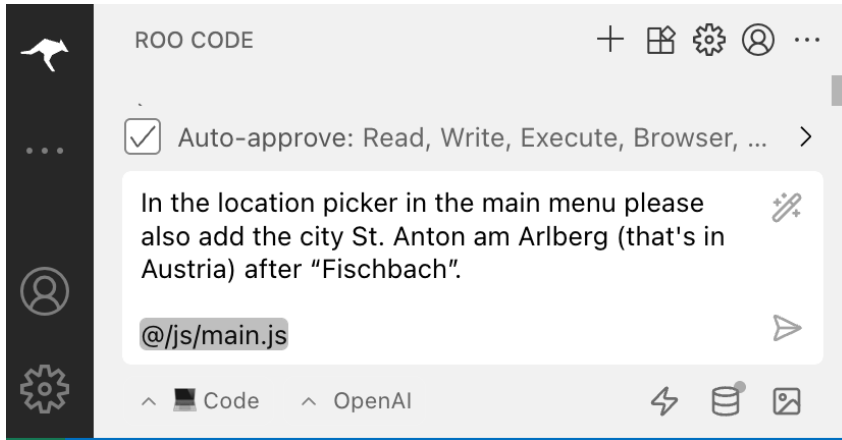 ROO CODE
Auto-approve: Read, Write, Execute, Browser, ...
In the location picker in the main menu please
also add the city St. Anton am Arlberg (that's in
Austria) after “Fischbach”.
@/js/main.js
Code OpenAI